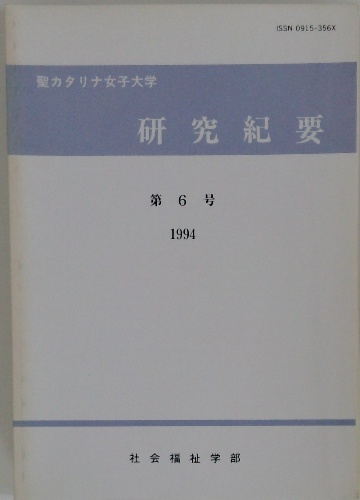 ISSN 0915-356X
聖カタリナ女子大学
研究紀要
第 6 号
1994
社会福祉学部